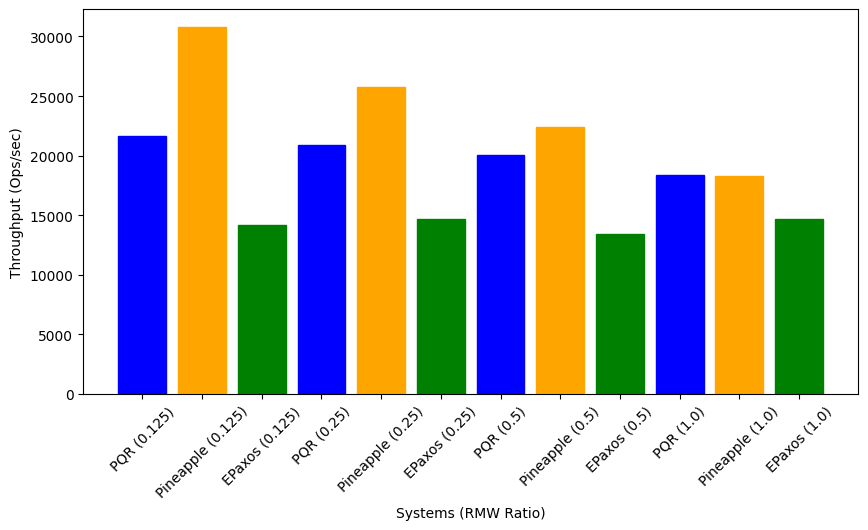 30000
25000
20000
15000
10000
5000
0
Throughput (Ops/sec)
PQR (0.125)
Pineapple (0.125)
EPaxos (0.125)
PQR (0.25)
Pineapple (0.25)
EPaxos (0.25)
PQR (0.5)
Pineapple (0.5)
EPaxos (0.5)
PQR (1.0)
Pineapple (1.0)
EPaxos (1.0)
Systems (RMW Ratio)